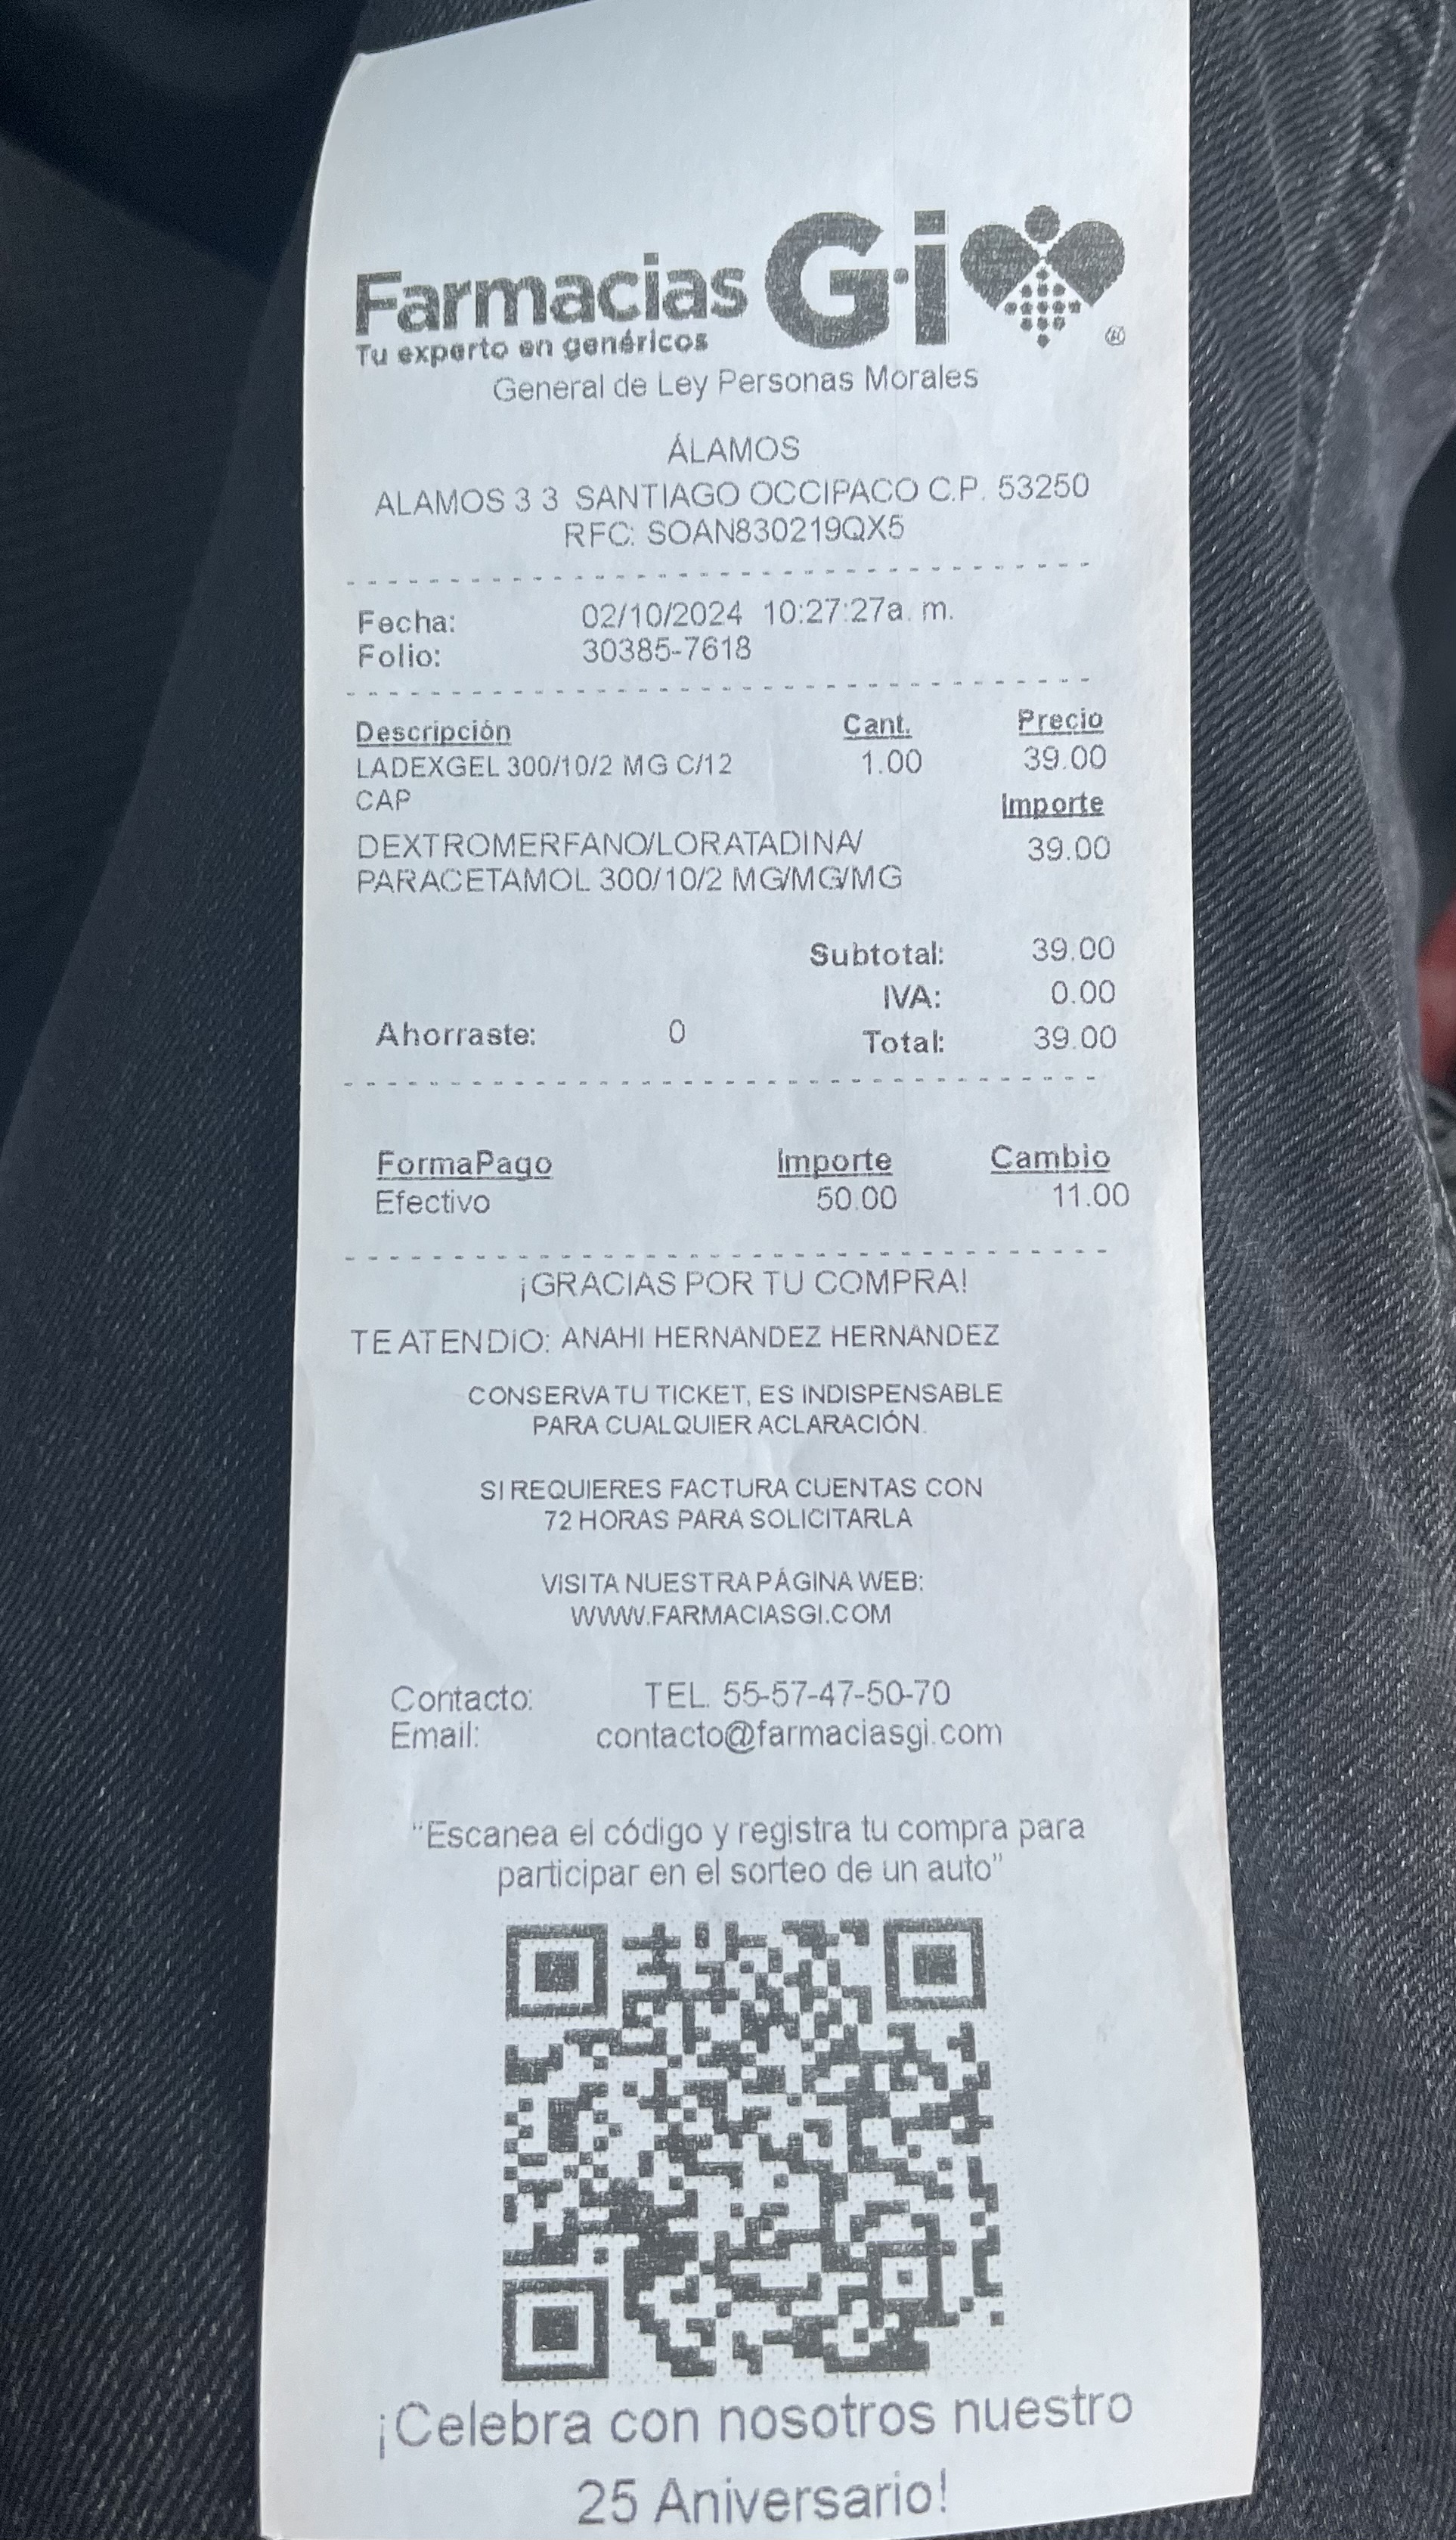 Farmacias Gi
Tu experto en genéricos
®
General de Ley Personas Morales
ÁLAMOS
ALAMOS 3 3 SANTIAGO OCCIPACO C.P. 53250
RFC: SOAN830219QX5
Fecha: 02/10/2024 10:27:27a. m.
Folio: 30385-7618
Descripción Cant. Precio
LADEXGEL 300/10/2 MG C/12 1.00 39.00
CAP Importe
DEXTROMERFANO/LORATADINA/ 39.00
PARACETAMOL 300/10/2 MG/MG/MG
Subtotal: 39.00
IVA: 0.00
Ahorraste: 0 Total: 39.00
FormaPago Importe Cambio
Efectivo 50.00 11.00
¡GRACIAS POR TU COMPRA!
TE ATENDIO: ANAHI HERNANDEZ HERNANDEZ
CONSERVA TU TICKET, ES INDISPENSABLE
PARA CUALQUIER ACLARACIÓN.
SI REQUIERES FACTURA CUENTAS CON
72 HORAS PARA SOLICITARLA
VISITA NUESTRA PÁGINA WEB:
WWW.FARMACIASGI.COM
Contacto: TEL. 55-57-47-50-70
Email: contacto@farmaciasgi.com
"Escanea el código y registra tu compra para
participar en el sorteo de un auto"
¡Celebra con nosotros nuestro
25 Aniversario!